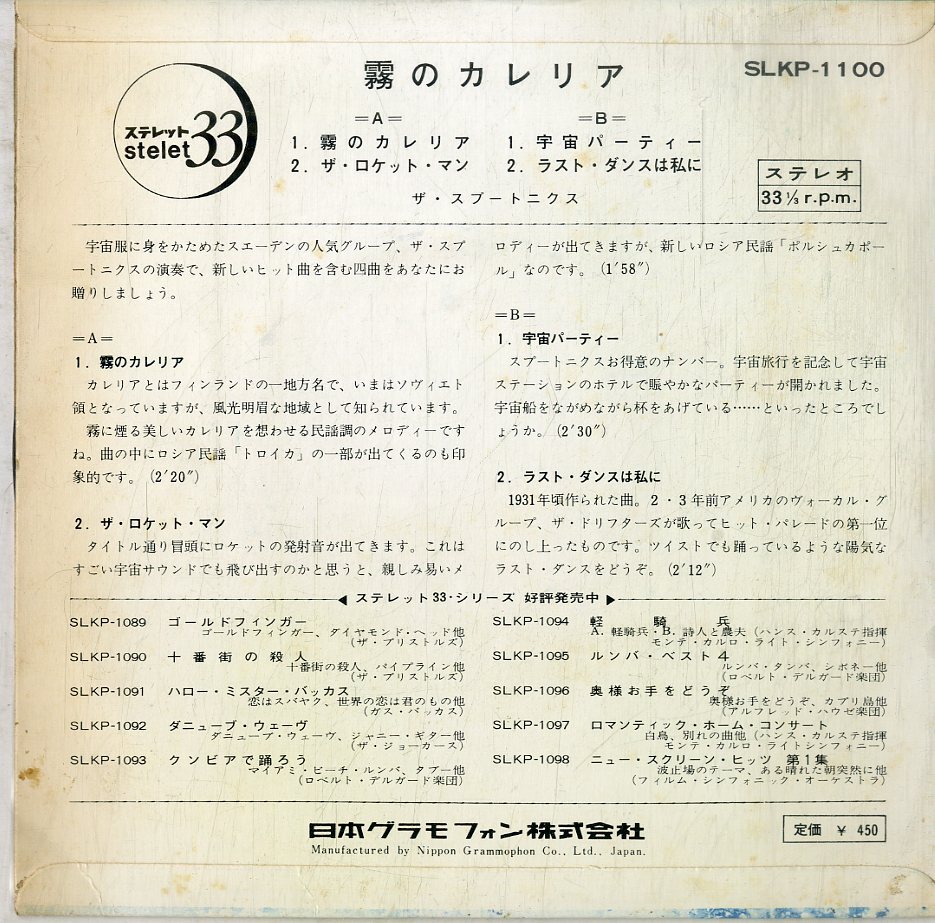 霧のカレリア
SLKP-1100
ステレット
stelet 33
=A=
1. 霧のカレリア
2. ザ・ロケット・マン
=B=
1. 宇宙パーティー
2. ラスト・ダンスは私に
ザ・スプートニクス
ステレオ
33 1/3 r.p.m.
宇宙服に身をかためたスエーデンの人気グループ、ザ・スプ
ートニクスの演奏で、新しいヒット曲を含む四曲をあなたにお
贈りしましょう。
=A=
1. 霧のカレリア
カレリアとはフィンランドの一地方名で、いまはソヴィエト
領となっていますが、風光明眉な地域として知られています。
霧に煙る美しいカレリアを想わせる民謡調のメロディーです
ね。曲の中にロシア民謡「トロイカ」の一部が出てくるのも印
象的です。(2′20″)
2. ザ・ロケット・マン
タイトル通り冒頭にロケットの発射音が出てきます。これは
すごい宇宙サウンドでも飛び出すのかと思うと、親しみ易いメ
ロディーが出てきますが、新しいロシア民謡「ポルシュカポー
ル」なのです。(1′58″)
=B=
1. 宇宙パーティー
スプートニクスお得意のナンバー。宇宙旅行を記念して宇宙
ステーションのホテルで賑やかなパーティーが開かれました。
宇宙船をながめながら杯をあげている……といったところでし
ょうか。(2′30″)
2. ラスト・ダンスは私に
1931年頃作られた曲。2・3年前アメリカのヴォーカル・グ
ループ、ザ・ドリフターズが歌ってヒット・パレードの第一位
にのし上ったものです。ツイストでも踊っているような陽気な
ラスト・ダンスをどうぞ。(2′12″)
◀ ステレット33・シリーズ 好評発売中 ▶
SLKP-1089 ゴールドフィンガー
ゴールドフィンガー、ダイヤモンド・ヘッド他
(ザ・ブリストルズ)
SLKP-1090 十番街の殺人
十番街の殺人、パイプライン他
(ザ・ブリストルズ)
SLKP-1091 ハロー・ミスター・バッカス
恋はスバヤク、世界の恋は君のもの他
(ガス・バッカス)
SLKP-1092 ダニューブ・ウェーヴ
ダニューブ・ウェーヴ、ジャニー・ギター他
(ザ・ジョーカース)
SLKP-1093 クンビアで踊ろう
マイアミ・ビーチ・ルンバ、タブー他
(ロベルト・デルガード楽団)
SLKP-1094 軽騎兵
A. 軽騎兵・B. 詩人と農夫(ハンス・カルステ指揮
モンテ・カルロ・ライト・シンフォニー)
SLKP-1095 ルンバ・ベスト4
ルンバ・タンバ、シボネー他
(ロベルト・デルガード楽団)
SLKP-1096 奥様お手をどうぞ
奥様お手をどうぞ、カプリ島他
(アルフレッド・ハウゼ楽団)
SLKP-1097 ロマンティック・ホーム・コンサート
白鳥、別れの曲他(ハンス・カルステ指揮
モンテ・カルロ・ライトシンフォニー)
SLKP-1098 ニュー・スクリーン・ヒッツ 第1集
波止場のテーマ、ある晴れた朝突然に他
(フィルム・シンフォニック・オーケストラ)
日本グラモフォン株式会社
Manufactured by Nippon Grammophon Co., Ltd., Japan.
定価 ¥ 450